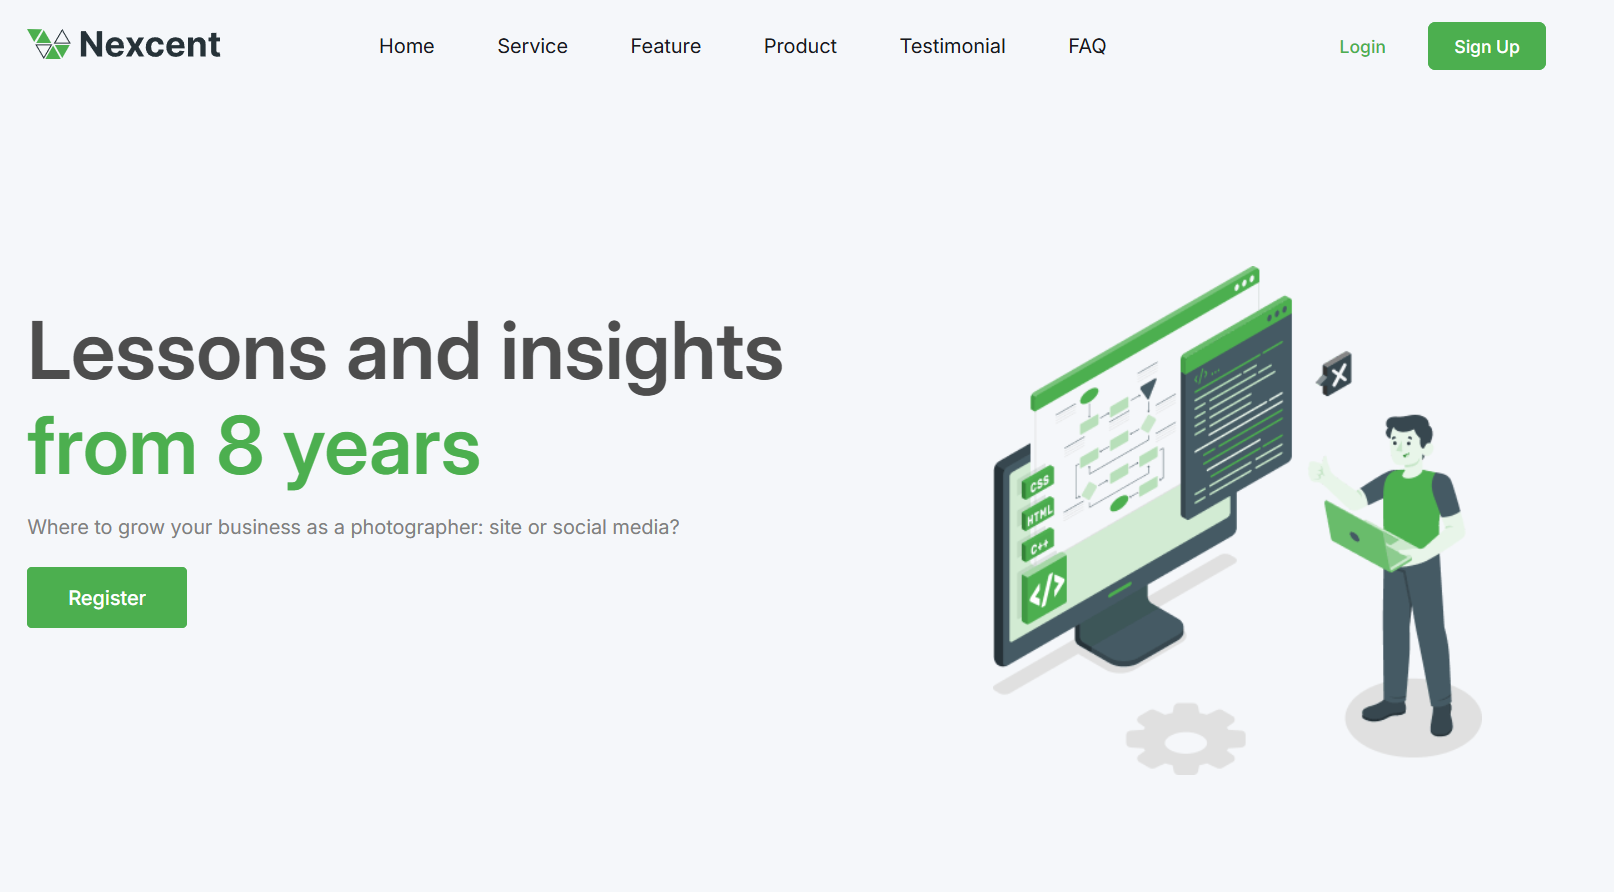 Nexcent
Home Service Feature Product Testimonial FAQ
Login
Sign Up
Lessons and insights
from 8 years
Where to grow your business as a photographer: site or social media?
Register
CSS
HTML
C++
</>
</> ...
X